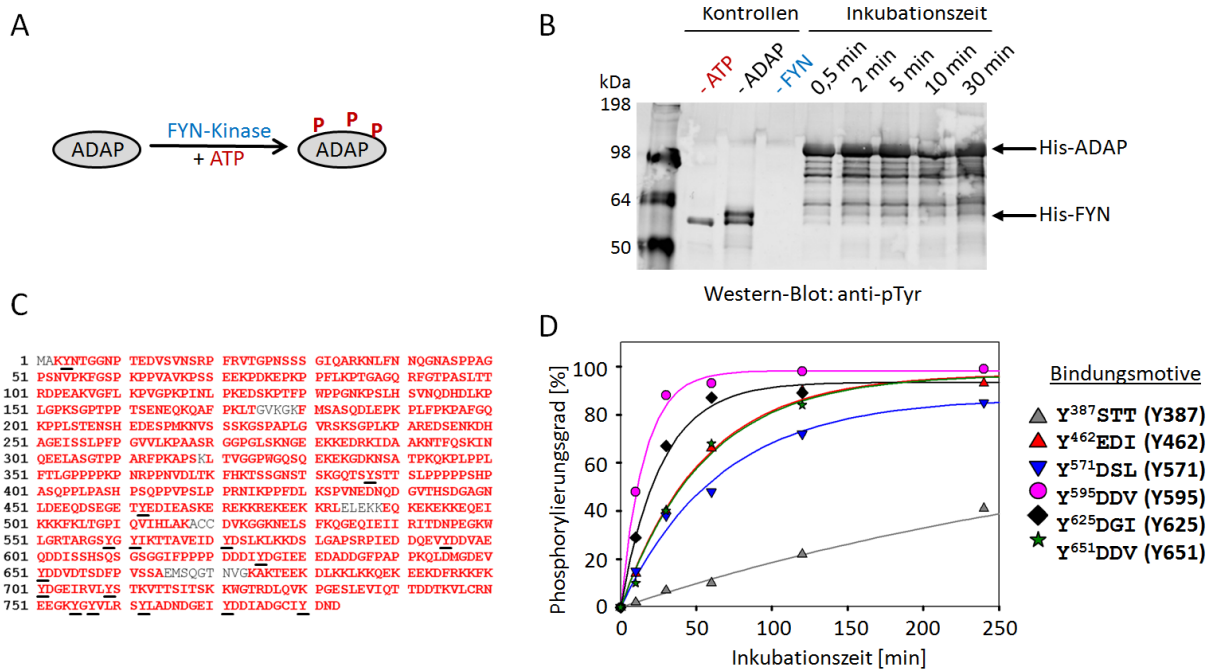 A
FYN-Kinase
ADAP
+ ATP
P P P
ADAP
B
Kontrollen
Inkubationszeit
- ATP
- ADAP
- FYN
0,5 min
2 min
5 min
10 min
30 min
kDa
198
98
64
50
His-ADAP
His-FYN
Western-Blot: anti-pTyr
C
1 MAKYNTGGNP TEDVSVNSRP FRVTGPNSSS GIQARKNLFN NQGNASPPAG
51 PSNVPKFGSP KPPVAVKPSS EEKPDKEPKP PFLKPTGAGQ RFGTPASLTT
101 RDPEAKVGFL KPVGPKPINL PKEDSKPTFP WPPGNKPSLH SVNQDHDLKP
151 LGPKSGPTPP TSENEQKQAF PKLTGVKGKF MSASQDLEPK PLFPKPAFGQ
201 KPPLSTENSH EDESPMKNVS SSKGSPAPLG VRSKSGPLKP AREDSENKDH
251 AGEISSLPFP GVVLKPAASR GGPGLSKNGE EKKEDRKIDA AKNTFQSKIN
301 QEELASGTPP ARFPKAPSKL TVGGPWGQSQ EKEKGDKNSA TPKQKPLPPL
351 FTLGPPPPKP NRPPNVDLTK FHKTSSGNST SKGQTSYSTT SLPPPPPSHP
401 ASQPPLPASH PSQPPVPSLP PRNIKPPFDL KSPVNEDNQD GVTHSDGAGN
451 LDEEQDSEGE TYEDIEASKE REKKREKEEK KRLELEKKEQ KEKEKKEQEI
501 KKKFKLTGPI QVIHLAKACC DVKGGKNELS FKQGEQIEII RITDNPEGKW
551 LGRTARGSYG YIKTTAVEID YDSLKLKKDS LGAPSRPIED DQEVYDDVAE
601 QDDISSHSQS GSGGIFPPPP DDDIYDGIEE EDADDGFPAP PKQLDMGDEV
651 YDDVDTSDFP VSSAEMSQGT NVGKAKTEEK DLKKLKKQEK EEKDFRKKFK
701 YDGEIRVLYS TKVTTSITSK KWGTRDLQVK PGESLEVIQT TDDTKVLCRN
751 EEGKYGYVLR SYLADNDGEI YDDIADGCIY DND
D
Phosphorylierungsgrad [%]
100
80
60
40
20
0
0 50 100 150 200 250
Inkubationszeit [min]
Bindungsmotive
Y³⁸⁷STT (Y387)
Y⁴⁶²EDI (Y462)
Y⁵⁷¹DSL (Y571)
Y⁵⁹⁵DDV (Y595)
Y⁶²⁵DGI (Y625)
Y⁶⁵¹DDV (Y651)